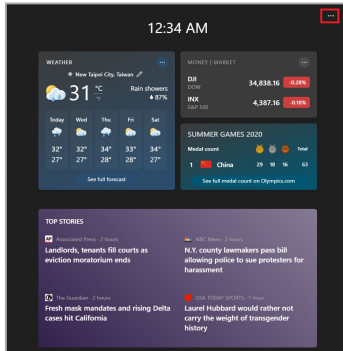 12:34 AM
WEATHER
New Taipei City, Taiwan
31 °C
Rain showers
87%
Today Wed Thu Fri Sat
32° 32° 34° 33° 34°
27° 27° 28° 27° 27°
See full forecast
MONEY | MARKET
DJI
DOW
34,838.16 -0.28%
INX
S&P 500
4,387.16 -0.18%
SUMMER GAMES 2020
Medal count Total
1 China 29 18 16 63
See full medal count on Olympics.com
TOP STORIES
AP Associated Press · 2 hours
Landlords, tenants fill courts as
eviction moratorium ends
NBC News · 2 hours
N.Y. county lawmakers pass bill
allowing police to sue protesters for
harassment
The Guardian · 2 hours
Fresh mask mandates and rising Delta
cases hit California
USA TODAY SPORTS · 1 hour
Laurel Hubbard would rather not
carry the weight of transgender
history